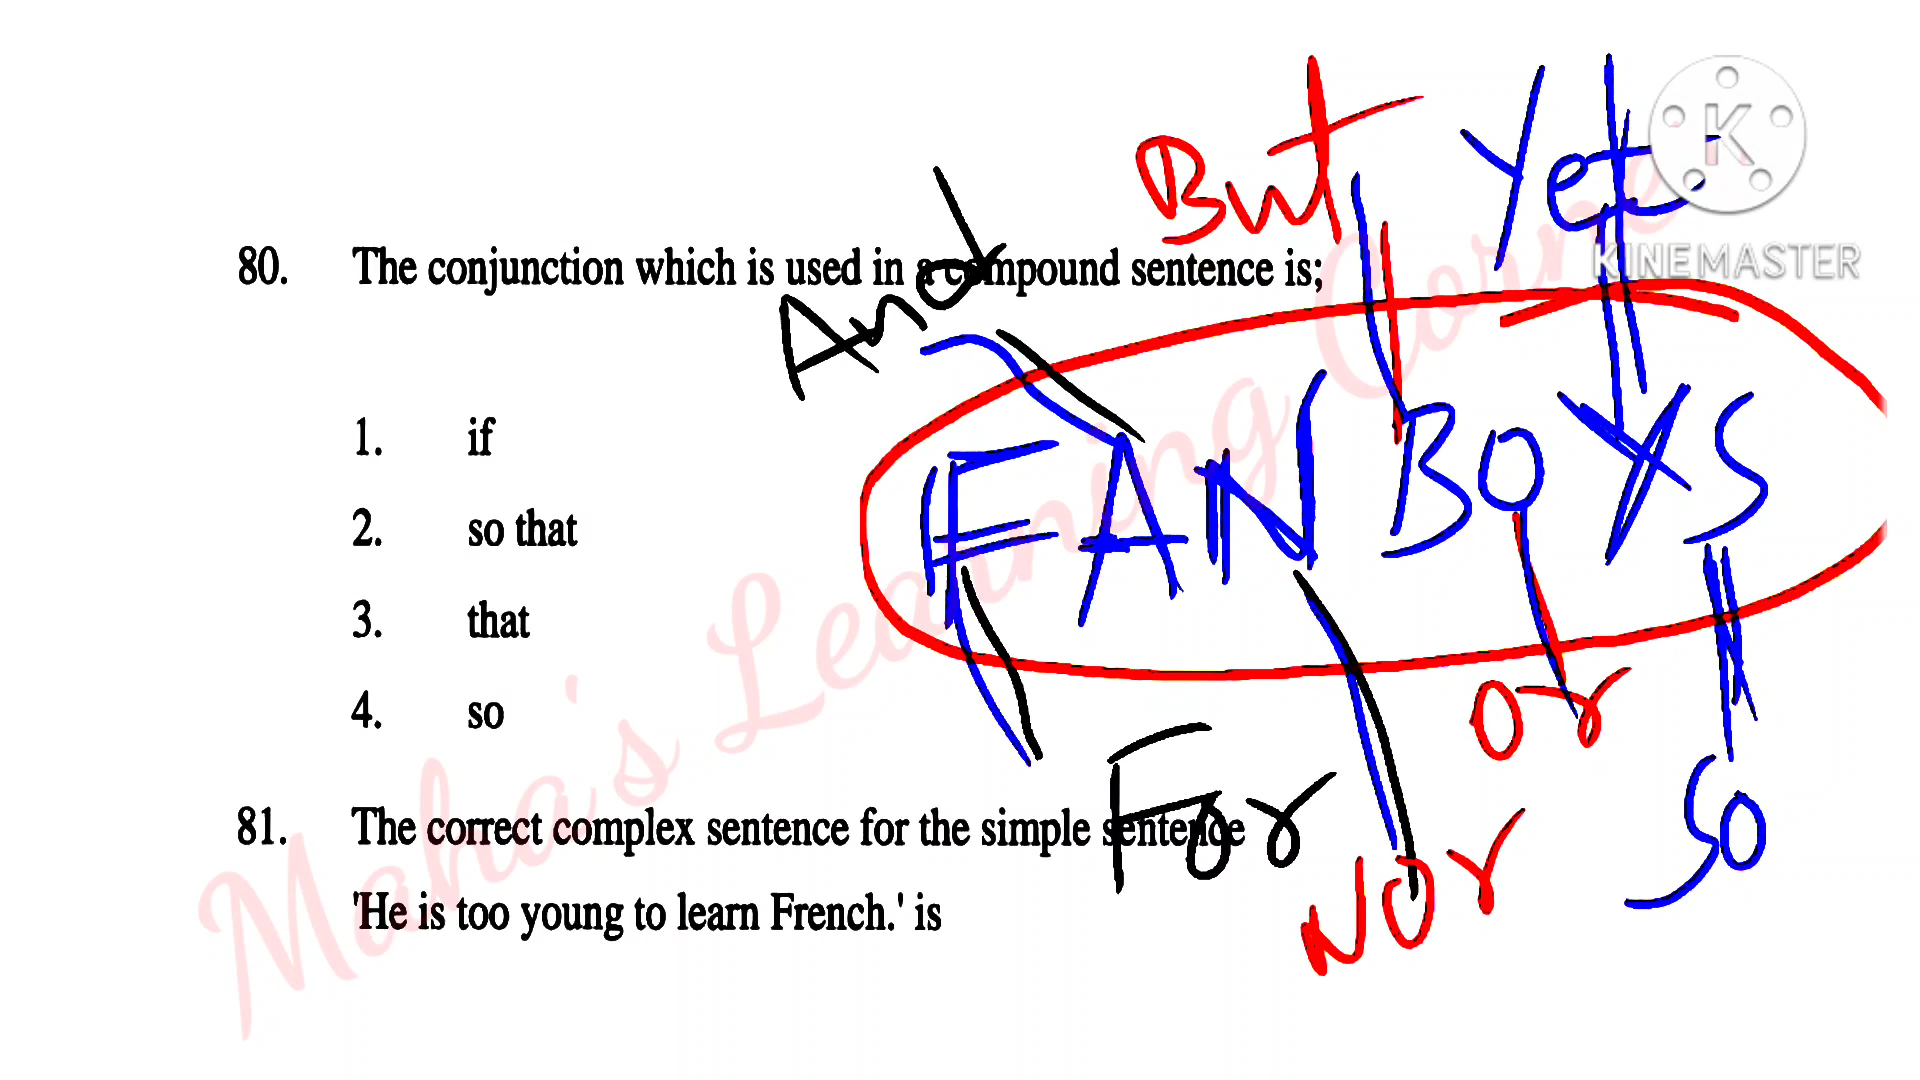 But Yet
K
KINEMASTER
And
80. The conjunction which is used in a compound sentence is;
1. if
2. so that
3. that
4. so
FANBOYS
For
Nor
or
So
81. The correct complex sentence for the simple sentence
'He is too young to learn French.' is
Maha's Learning Corner